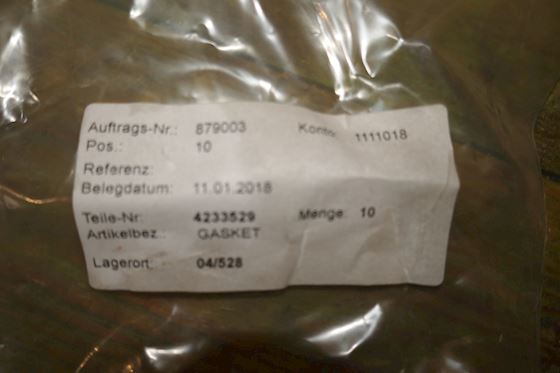 Auftrags-Nr.: 879003 Konto: 1111018
Pos.: 10
Referenz:
Belegdatum: 11.01.2018
Teile-Nr: 4233529 Menge: 10
Artikelbez.: GASKET
Lagerort: 04/528